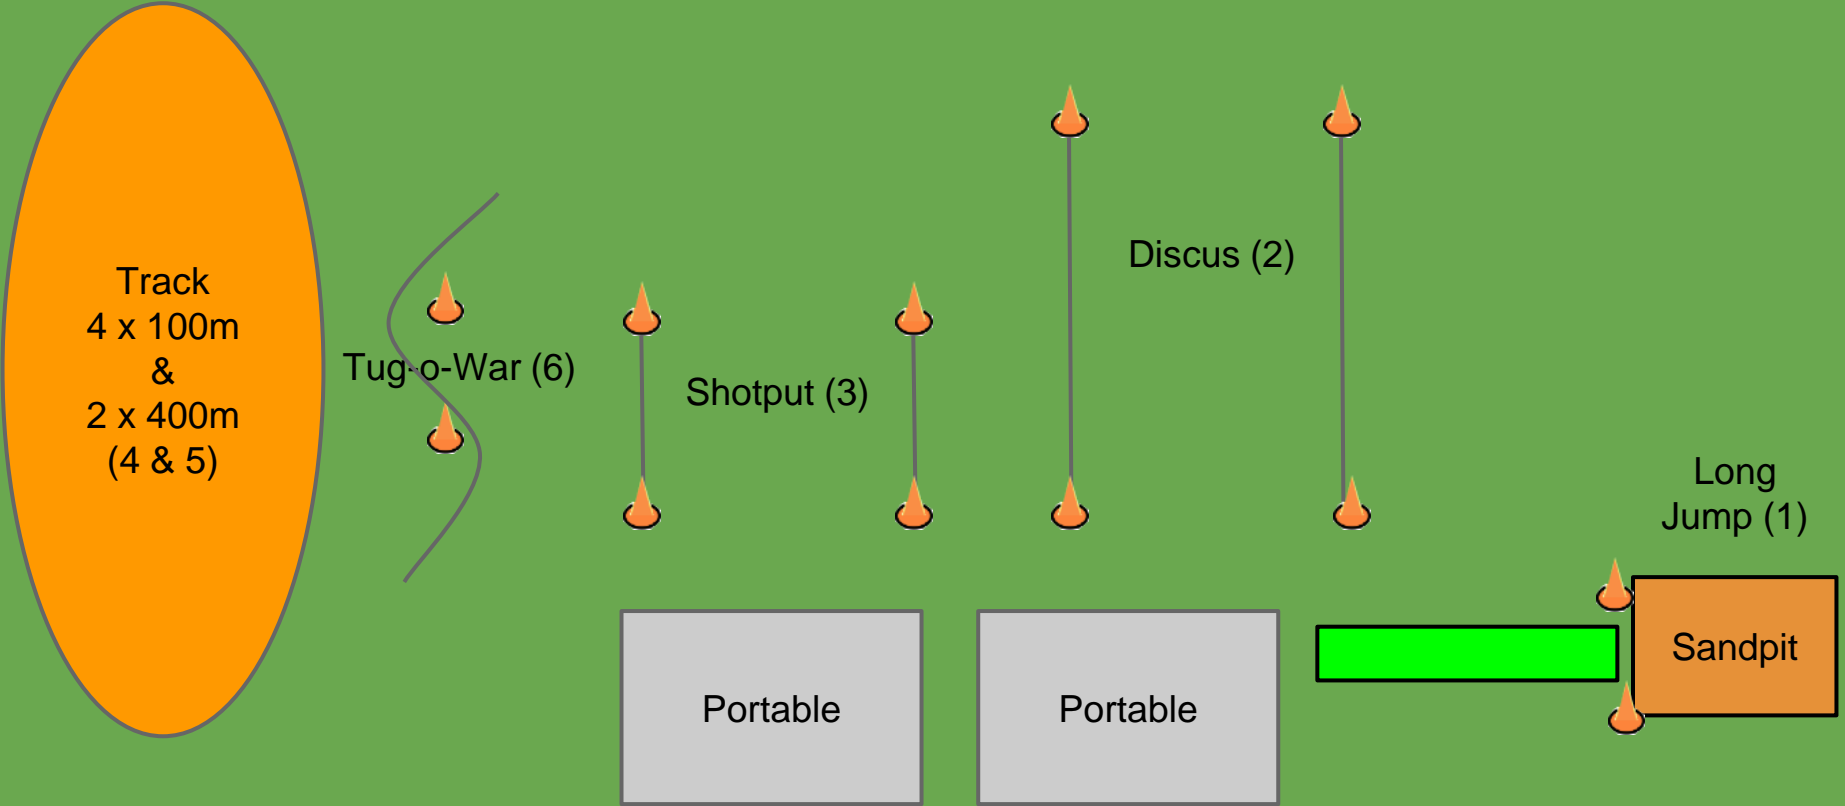 Track
4 x 100m
&
2 x 400m
(4 & 5)
Tug-o-War (6)
Shotput (3)
Discus (2)
Long
Jump (1)
Sandpit
Portable
Portable